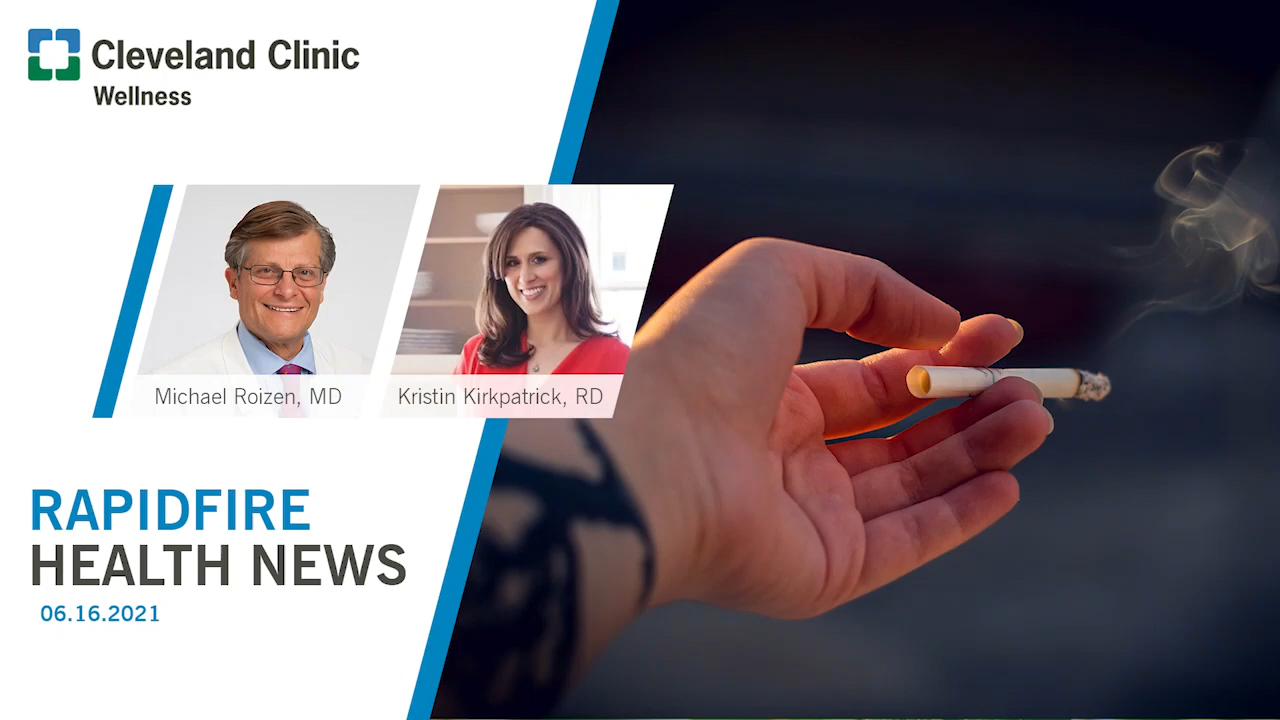 Cleveland Clinic
Wellness
Michael Roizen, MD
Kristin Kirkpatrick, RD
RAPIDFIRE
HEALTH NEWS
06.16.2021